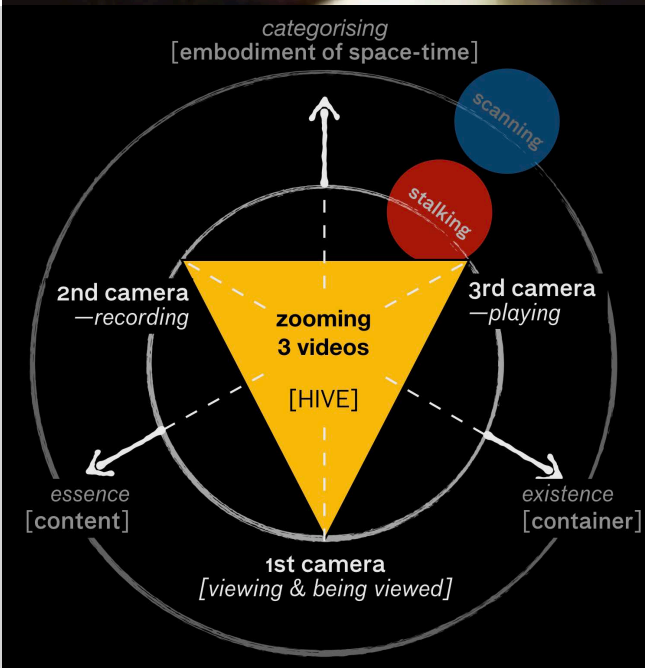 categorising
[embodiment of space-time]
scanning
stalking
2nd camera
—recording
3rd camera
—playing
zooming
3 videos
[HIVE]
essence
[content]
existence
[container]
1st camera
[viewing & being viewed]